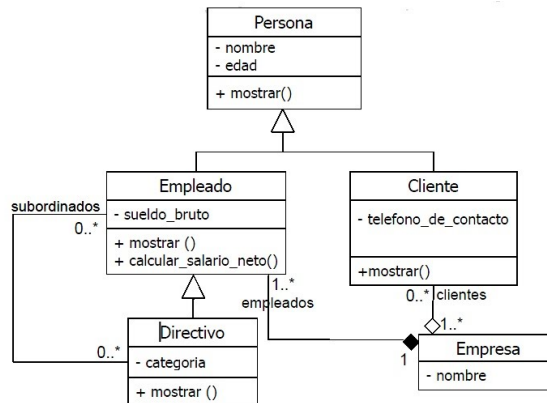 Persona
- nombre
- edad
+ mostrar()
Empleado
- sueldo_bruto
+ mostrar ()
+ calcular_salario_neto()
Cliente
- telefono_de_contacto
+mostrar()
subordinados
0..*
1..*
empleados
0..*
clientes
1..*
Directivo
- categoria
+ mostrar ()
0..*
1
Empresa
- nombre